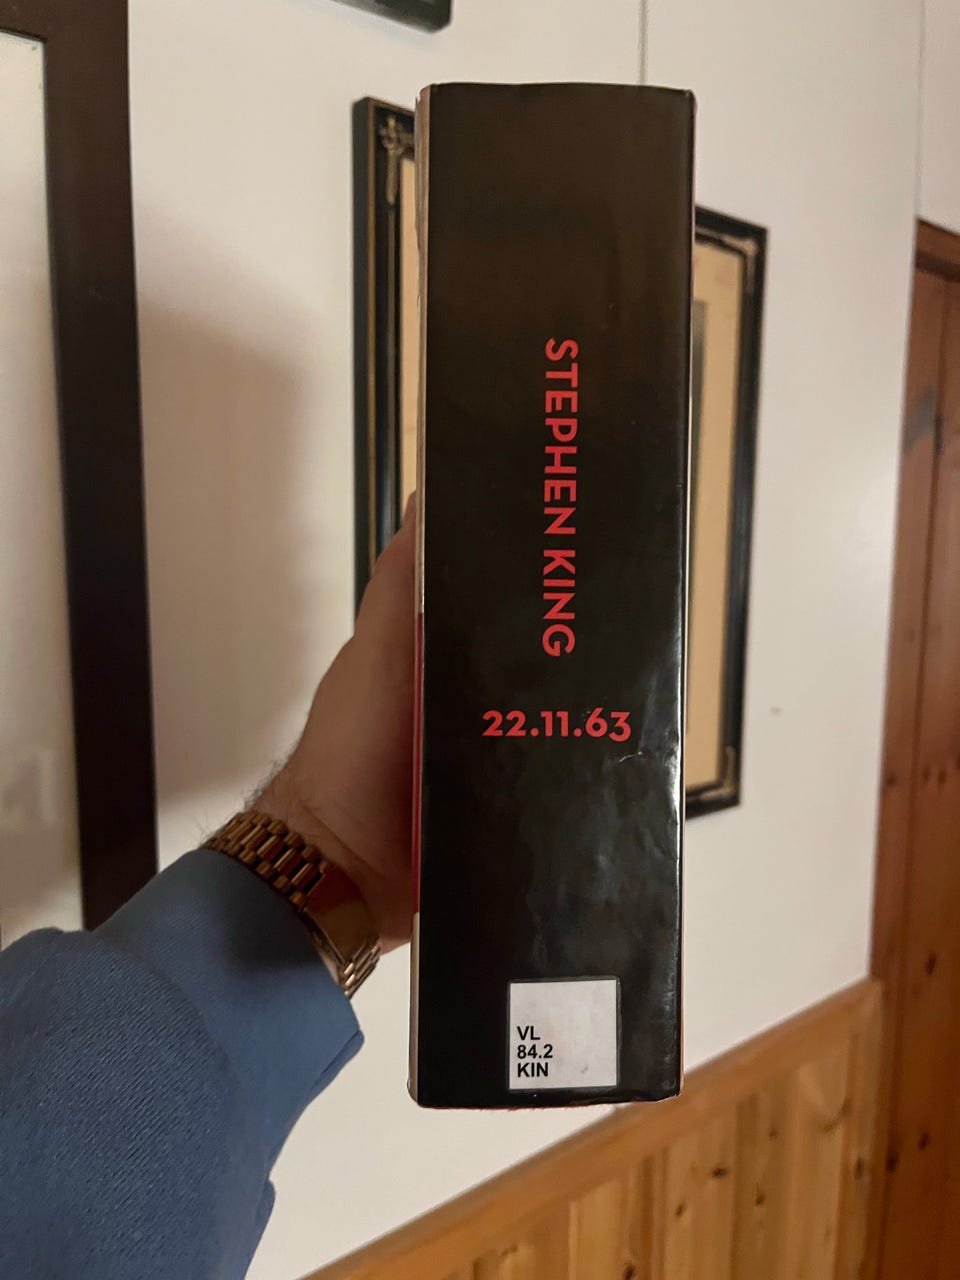 STEPHEN KING
22.11.63
VL
84.2
KIN